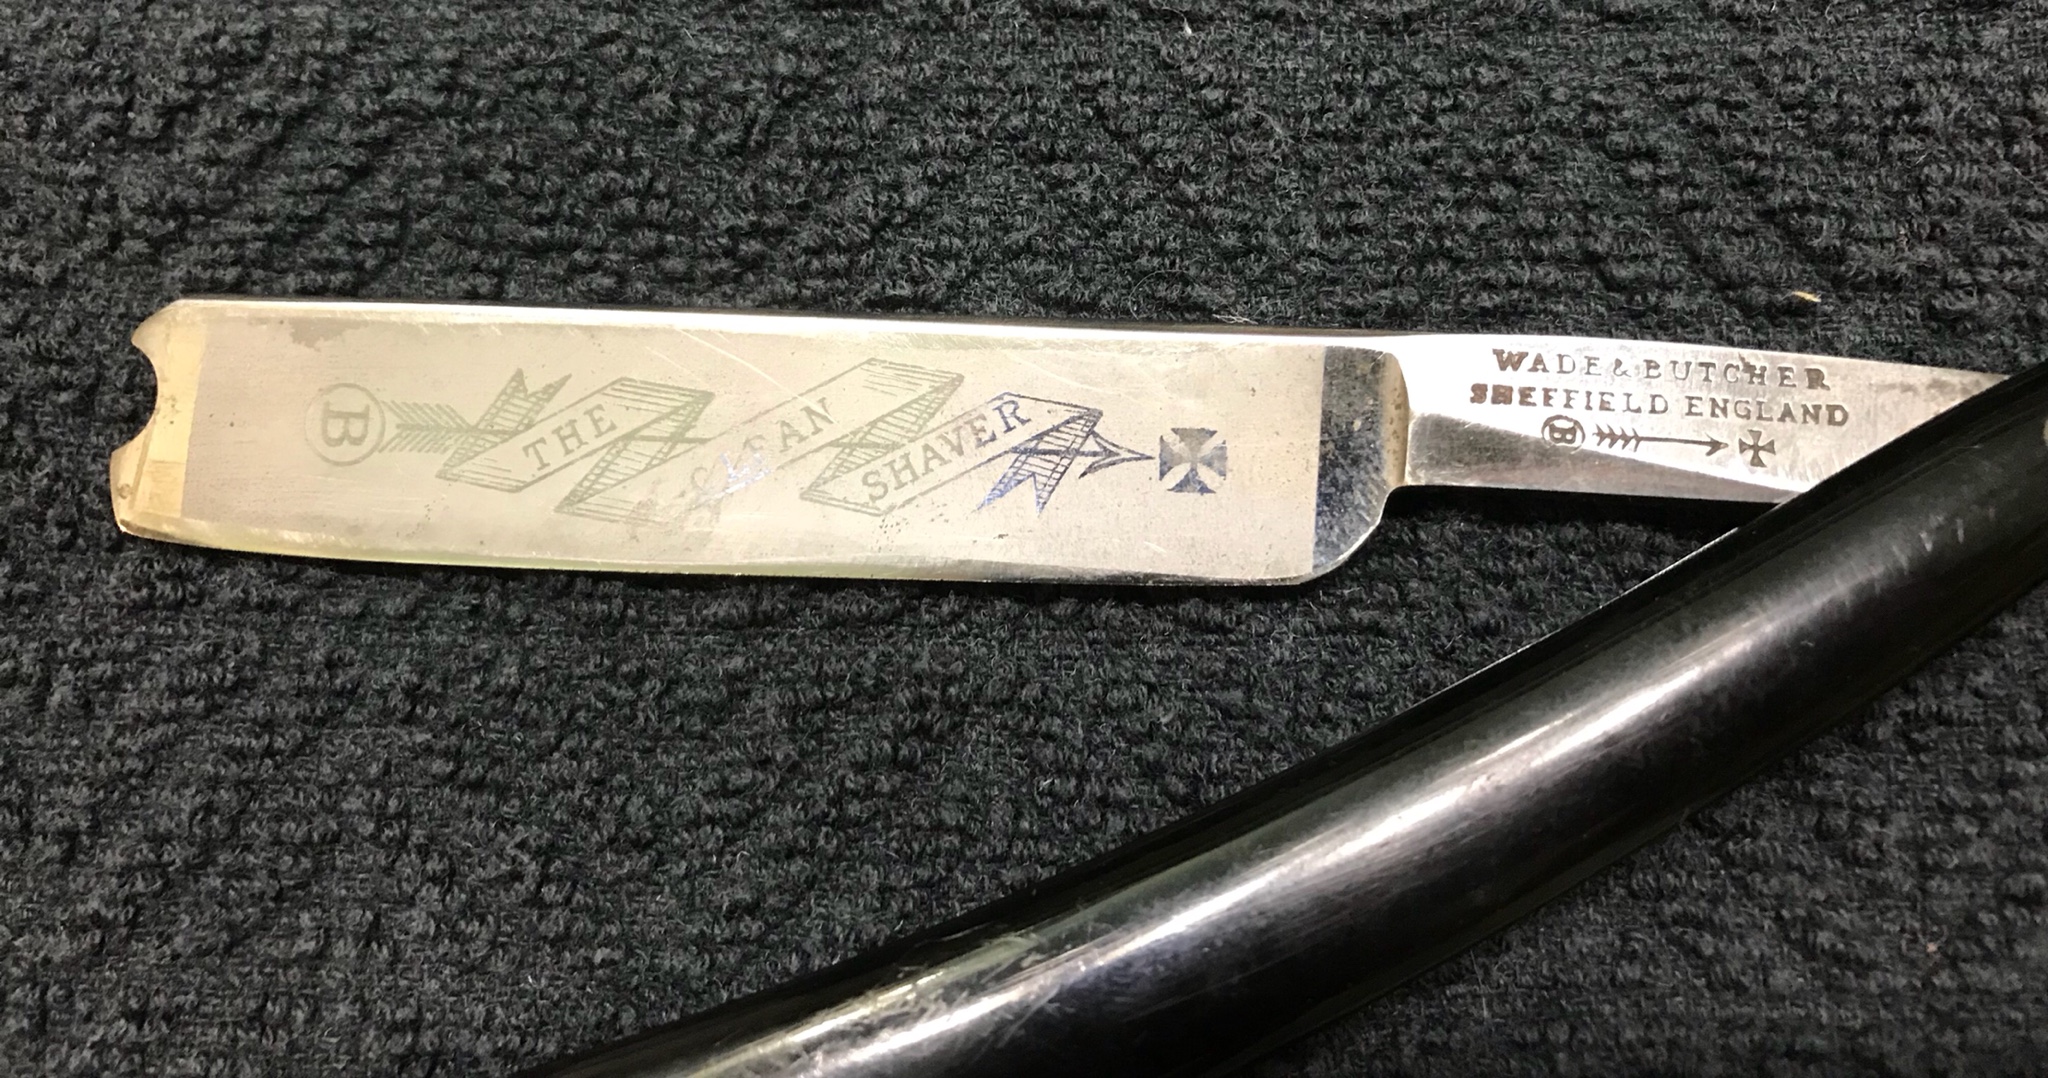 B
THE
CLEAN
SHAVER
WADE & BUTCHER
SHEFFIELD ENGLAND
B